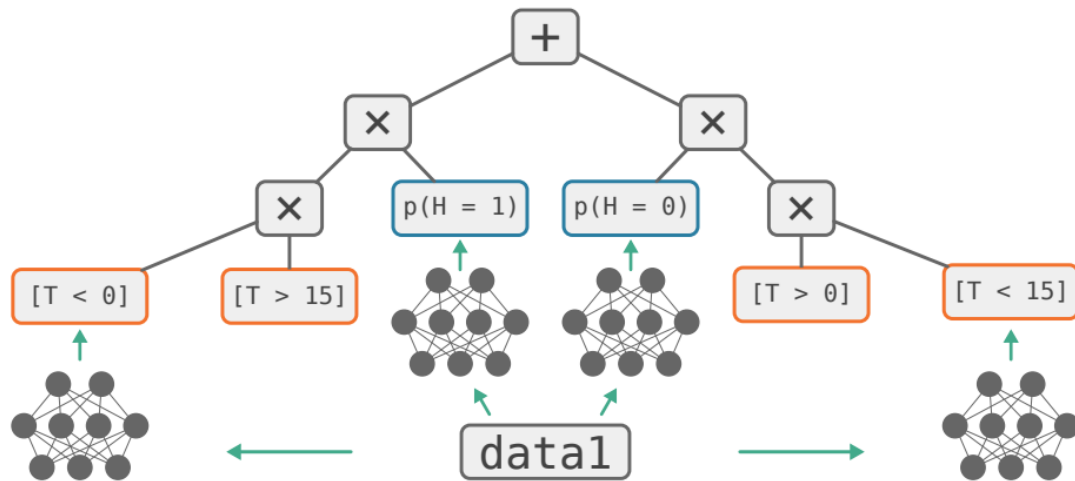 +
×
×
×
p(H = 1)
p(H = 0)
×
[T < 0]
[T > 15]
[T > 0]
[T < 15]
data1